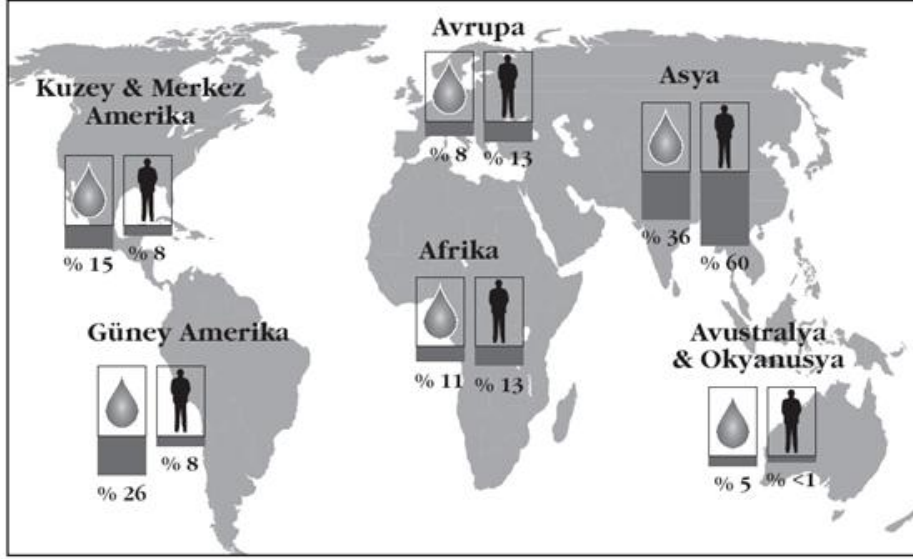 Avrupa
% 8 % 13
Kuzey & Merkez
Amerika
% 15 % 8
Asya
% 36
% 60
Afrika
% 11 % 13
Güney Amerika
% 26 % 8
Avustralya
& Okyanusya
% 5 % <1